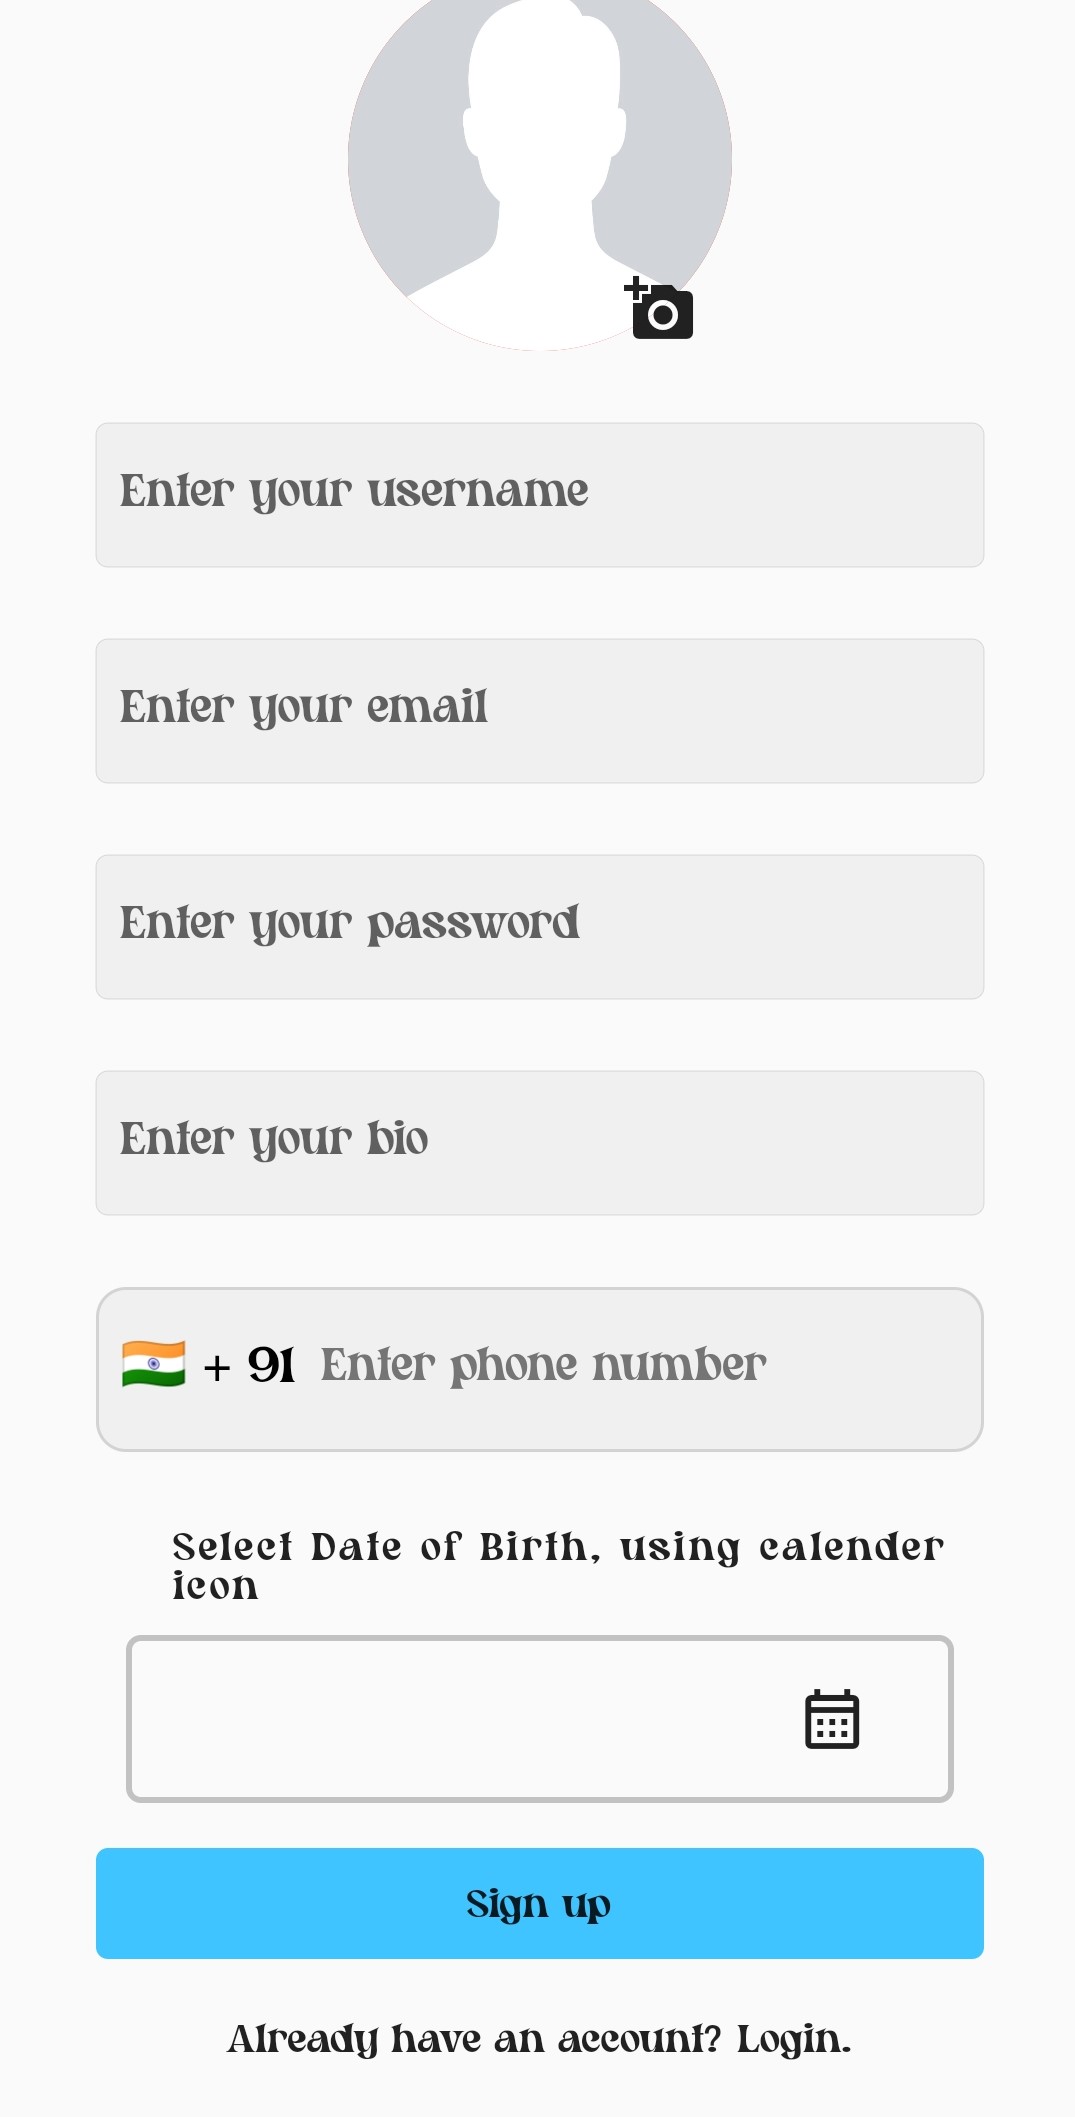 Enter your username
Enter your email
Enter your password
Enter your bio
🇮🇳 + 91 Enter phone number
Select Date of Birth, using calender
icon
Sign up
Already have an account? Login.